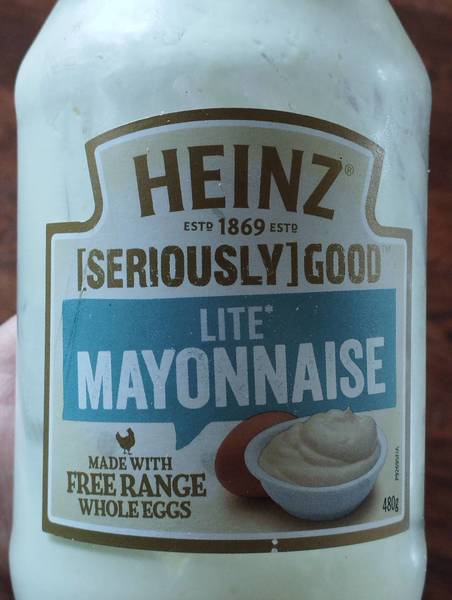 HEINZ®
ESTD 1869 ESTD
[SERIOUSLY] GOOD™
LITE*
MAYONNAISE
MADE WITH
FREE RANGE
WHOLE EGGS
480g